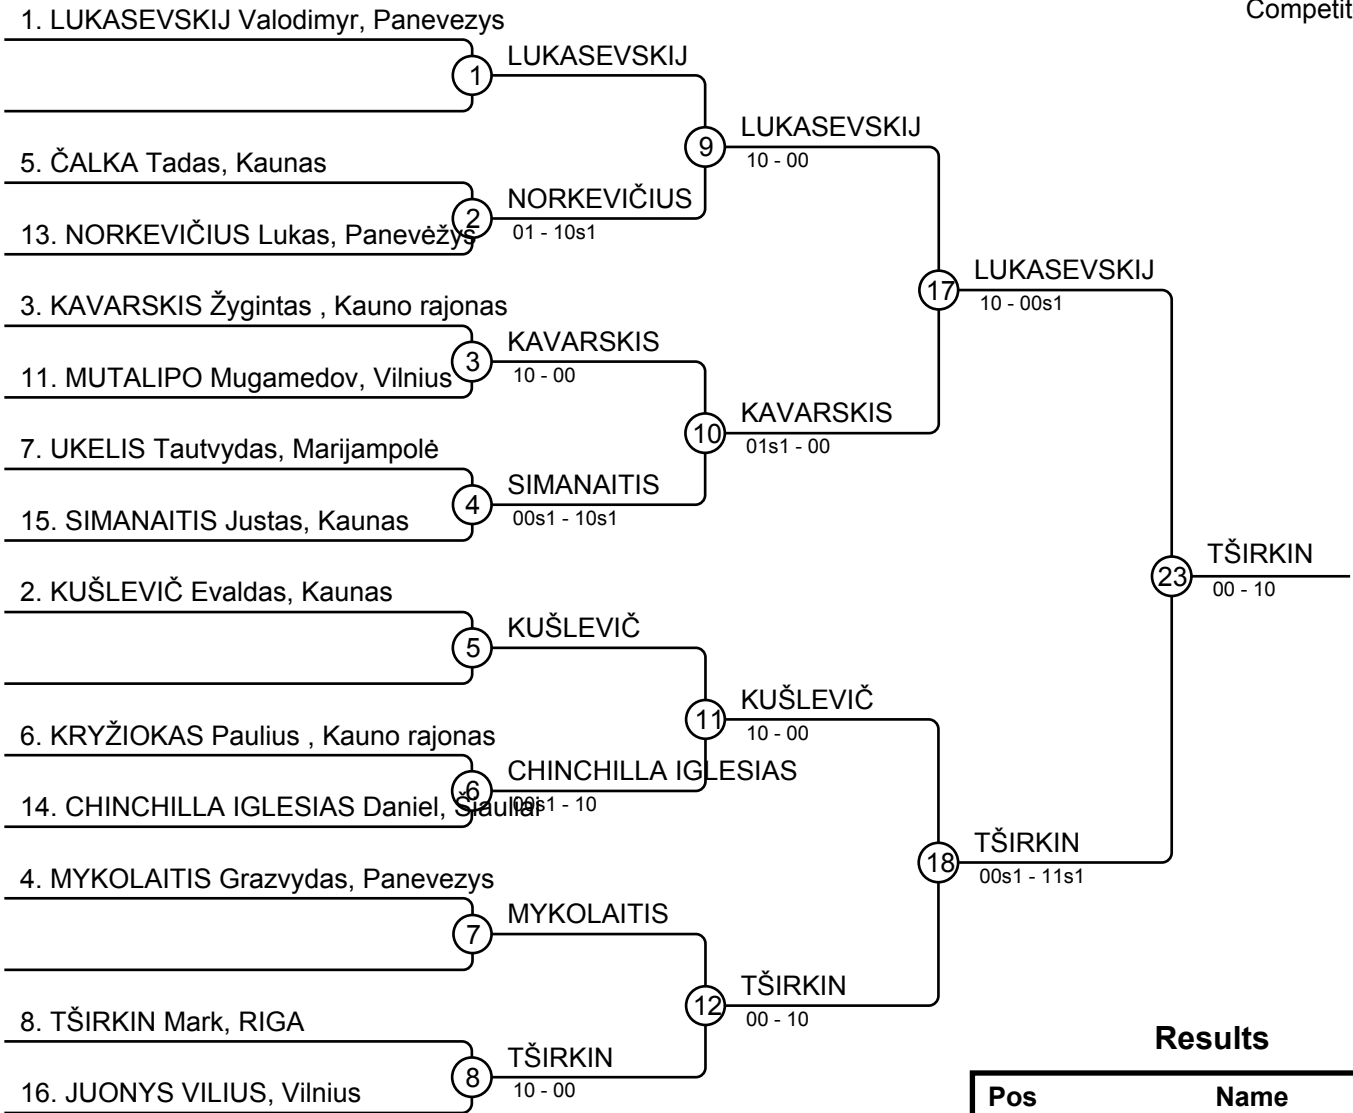 Competit
1. LUKASEVSKIJ Valodimyr, Panevezys
1
LUKASEVSKIJ
9
LUKASEVSKIJ
10 - 00
5. ČALKA Tadas, Kaunas
2
NORKEVIČIUS
01 - 10s1
13. NORKEVIČIUS Lukas, Panevėžys
17
LUKASEVSKIJ
10 - 00s1
3. KAVARSKIS Žygintas , Kauno rajonas
3
KAVARSKIS
10 - 00
11. MUTALIPO Mugamedov, Vilnius
10
KAVARSKIS
01s1 - 00
7. UKELIS Tautvydas, Marijampolė
4
SIMANAITIS
00s1 - 10s1
15. SIMANAITIS Justas, Kaunas
23
TŠIRKIN
00 - 10
2. KUŠLEVIČ Evaldas, Kaunas
5
KUŠLEVIČ
11
KUŠLEVIČ
10 - 00
6. KRYŽIOKAS Paulius , Kauno rajonas
6
CHINCHILLA IGLESIAS
00s1 - 10
14. CHINCHILLA IGLESIAS Daniel, Šiauliai
18
TŠIRKIN
00s1 - 11s1
4. MYKOLAITIS Grazvydas, Panevezys
7
MYKOLAITIS
12
TŠIRKIN
00 - 10
8. TŠIRKIN Mark, RIGA
8
TŠIRKIN
10 - 00
16. JUONYS VILIUS, Vilnius
Results
Pos Name